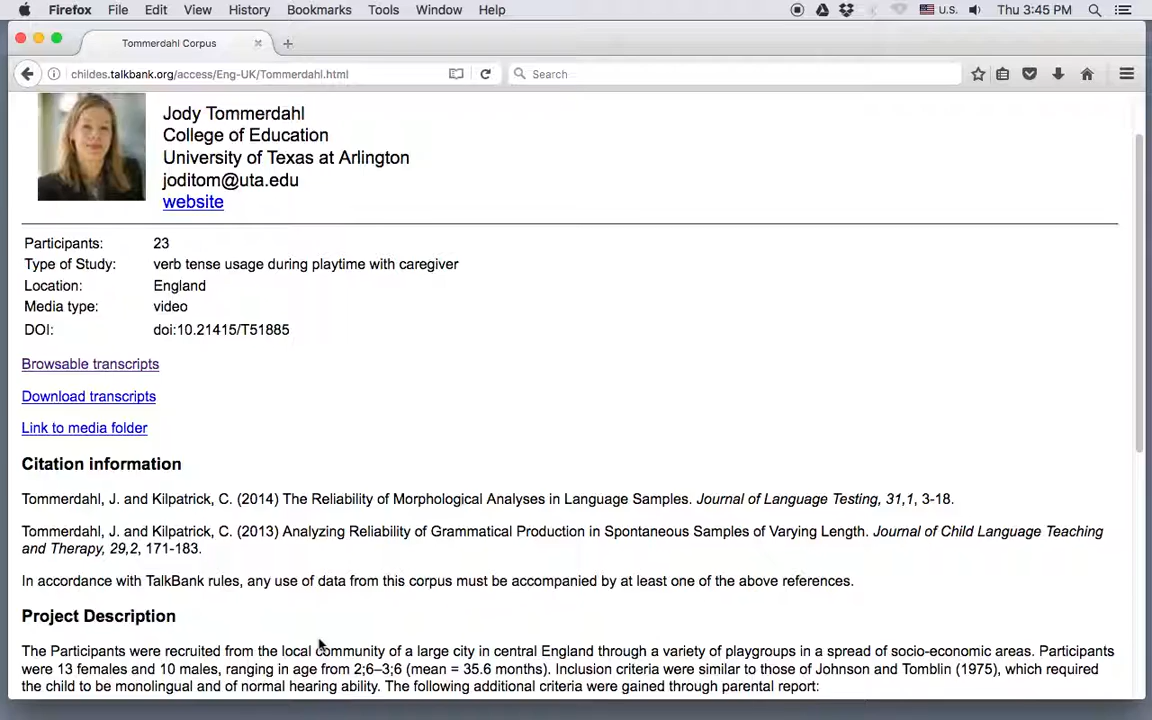 Firefox File Edit View History Bookmarks Tools Window Help U.S. Thu 3:45 PM
Tommerdahl Corpus
childes.talkbank.org/access/Eng-UK/Tommerdahl.html Search
Jody Tommerdahl
College of Education
University of Texas at Arlington
joditom@uta.edu
website
Participants: 23
Type of Study: verb tense usage during playtime with caregiver
Location: England
Media type: video
DOI: doi:10.21415/T51885
Browsable transcripts
Download transcripts
Link to media folder
Citation information
Tommerdahl, J. and Kilpatrick, C. (2014) The Reliability of Morphological Analyses in Language Samples. Journal of Language Testing, 31,1, 3-18.
Tommerdahl, J. and Kilpatrick, C. (2013) Analyzing Reliability of Grammatical Production in Spontaneous Samples of Varying Length. Journal of Child Language Teaching
and Therapy, 29,2, 171-183.
In accordance with TalkBank rules, any use of data from this corpus must be accompanied by at least one of the above references.
Project Description
The Participants were recruited from the local community of a large city in central England through a variety of playgroups in a spread of socio-economic areas. Participants
were 13 females and 10 males, ranging in age from 2;6–3;6 (mean = 35.6 months). Inclusion criteria were similar to those of Johnson and Tomblin (1975), which required
the child to be monolingual and of normal hearing ability. The following additional criteria were gained through parental report: